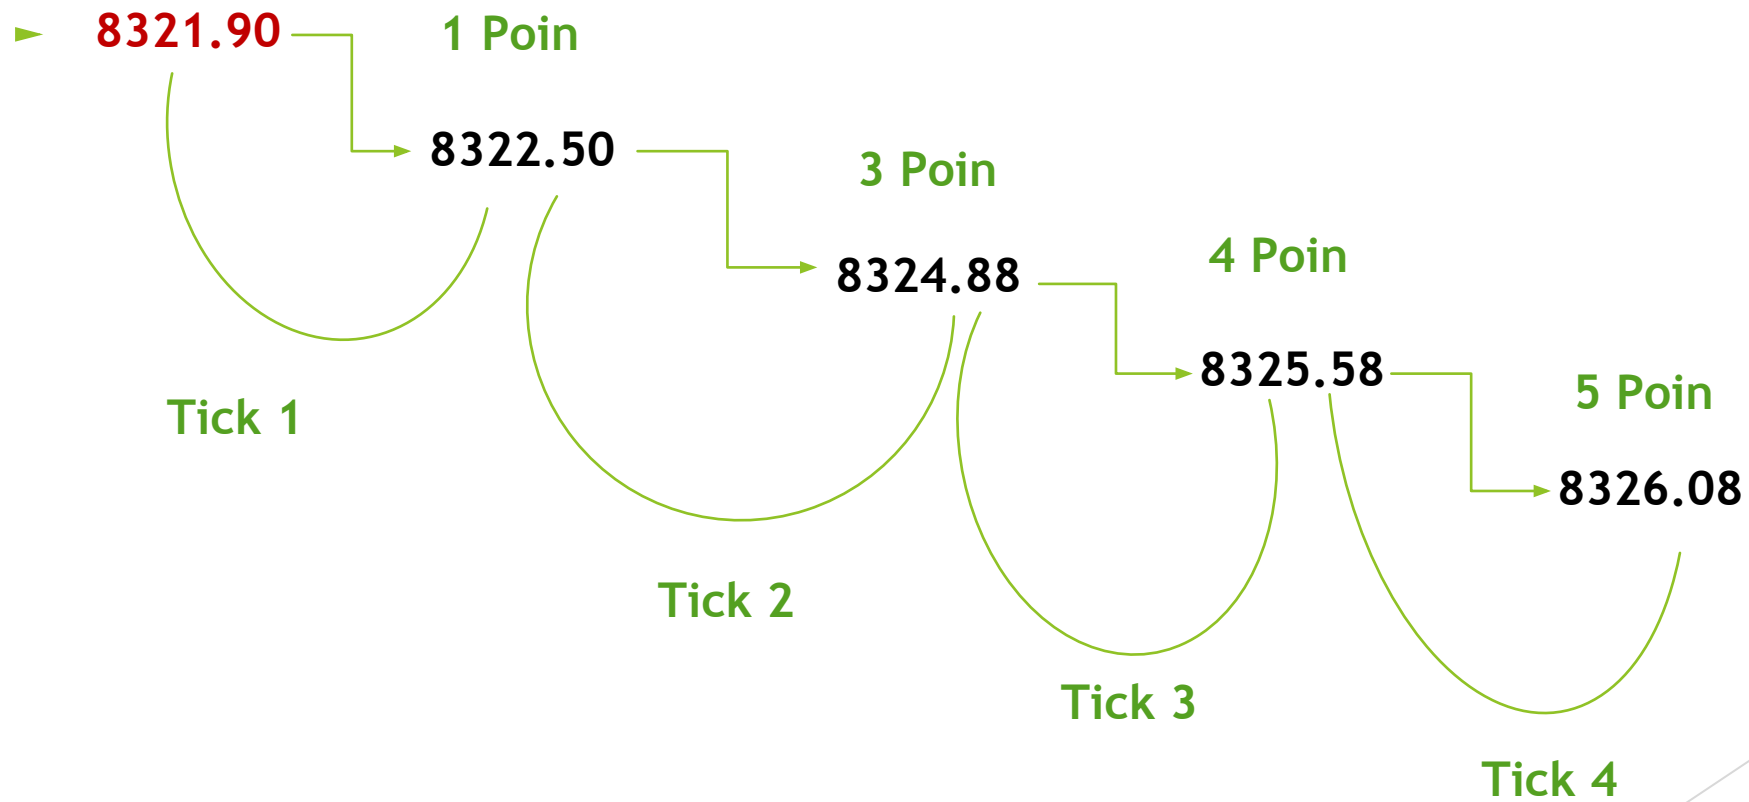 8321.90
1 Poin
8322.50
3 Poin
8324.88
4 Poin
8325.58
5 Poin
8326.08
Tick 1
Tick 2
Tick 3
Tick 4